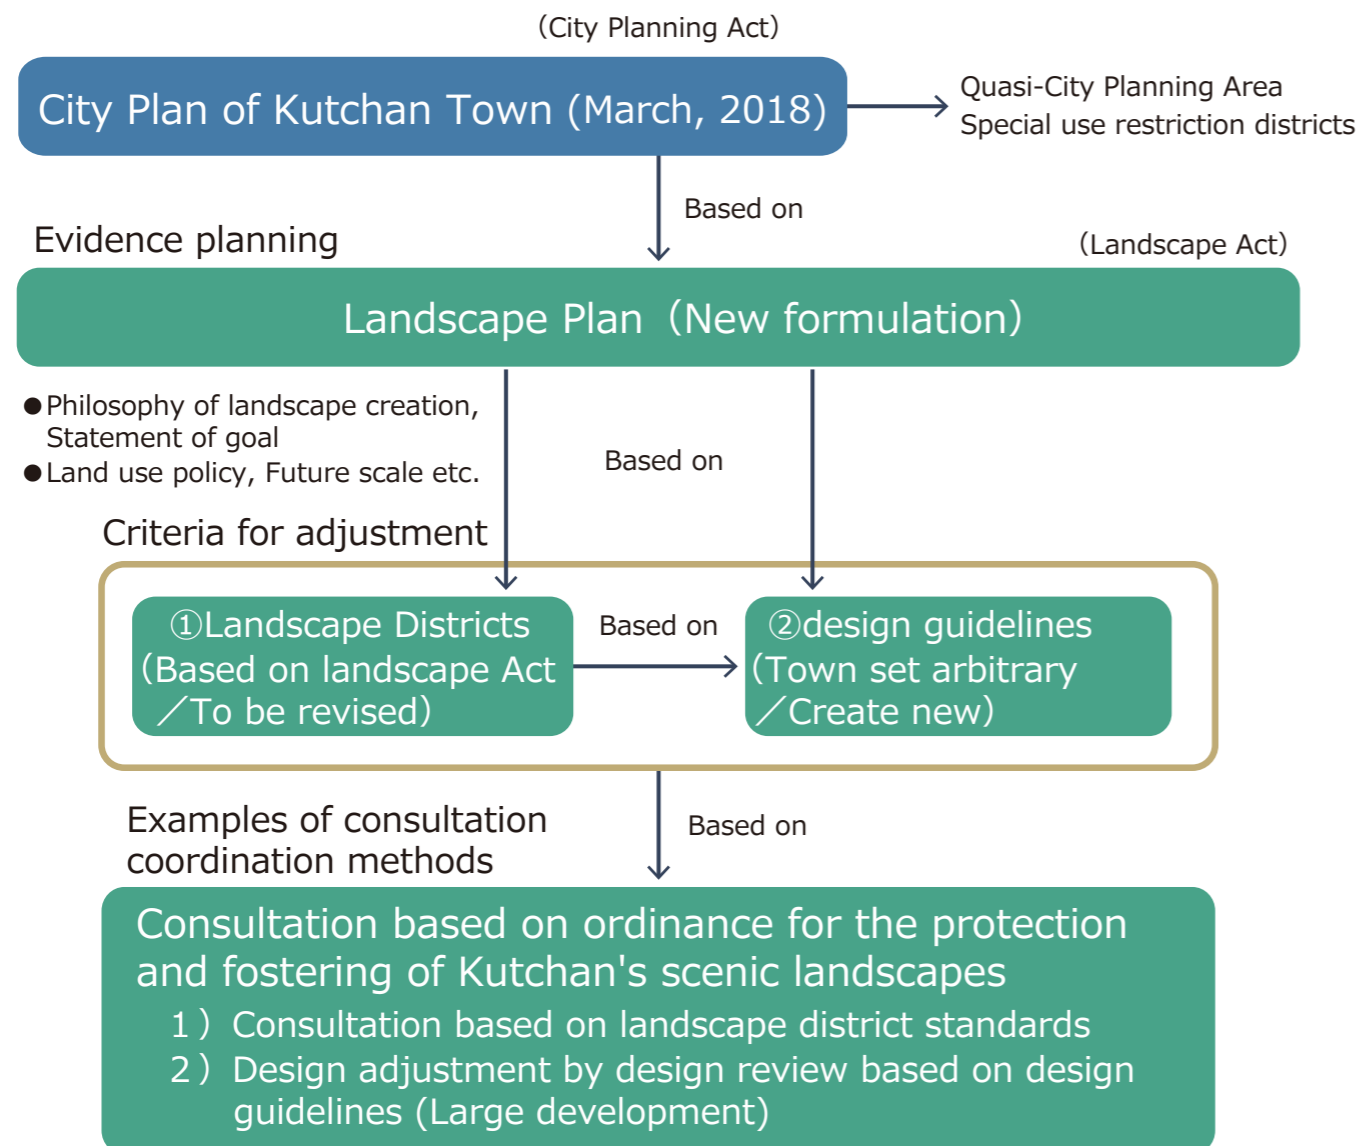 （City Planning Act）
City Plan of Kutchan Town (March, 2018)
Quasi-City Planning Area
Special use restriction districts
Based on
Evidence planning
（Landscape Act）
Landscape Plan（New formulation）
●Philosophy of landscape creation,
Statement of goal
●Land use policy, Future scale etc.
Based on
Criteria for adjustment
①Landscape Districts
（Based on landscape Act
／To be revised）
Based on
②design guidelines
（Town set arbitrary
／Create new）
Examples of consultation
coordination methods
Based on
Consultation based on ordinance for the protection
and fostering of Kutchan's scenic landscapes
1）Consultation based on landscape district standards
2）Design adjustment by design review based on design
guidelines (Large development)